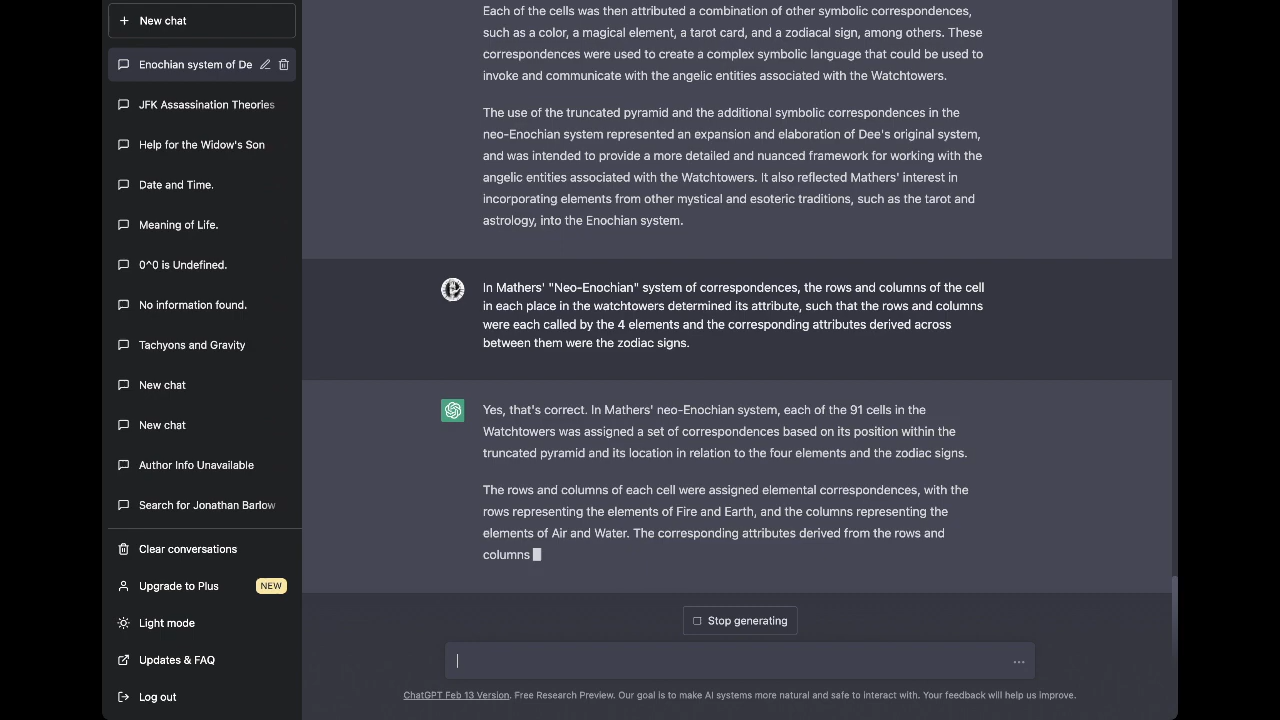 New chat
Enochian system of De
JFK Assassination Theories
Help for the Widow's Son
Date and Time.
Meaning of Life.
0^0 is Undefined.
No information found.
Tachyons and Gravity
New chat
New chat
Author Info Unavailable
Search for Jonathan Barlow
Clear conversations
Upgrade to Plus NEW
Light mode
Updates & FAQ
Log out
Each of the cells was then attributed a combination of other symbolic correspondences,
such as a color, a magical element, a tarot card, and a zodiacal sign, among others. These
correspondences were used to create a complex symbolic language that could be used to
invoke and communicate with the angelic entities associated with the Watchtowers.
The use of the truncated pyramid and the additional symbolic correspondences in the
neo-Enochian system represented an expansion and elaboration of Dee's original system,
and was intended to provide a more detailed and nuanced framework for working with the
angelic entities associated with the Watchtowers. It also reflected Mathers' interest in
incorporating elements from other mystical and esoteric traditions, such as the tarot and
astrology, into the Enochian system.
In Mathers' "Neo-Enochian" system of correspondences, the rows and columns of the cell
in each place in the watchtowers determined its attribute, such that the rows and columns
were each called by the 4 elements and the corresponding attributes derived across
between them were the zodiac signs.
Yes, that's correct. In Mathers' neo-Enochian system, each of the 91 cells in the
Watchtowers was assigned a set of correspondences based on its position within the
truncated pyramid and its location in relation to the four elements and the zodiac signs.
The rows and columns of each cell were assigned elemental correspondences, with the
rows representing the elements of Fire and Earth, and the columns representing the
elements of Air and Water. The corresponding attributes derived from the rows and
columns
Stop generating
ChatGPT Feb 13 Version. Free Research Preview. Our goal is to make AI systems more natural and safe to interact with. Your feedback will help us improve.